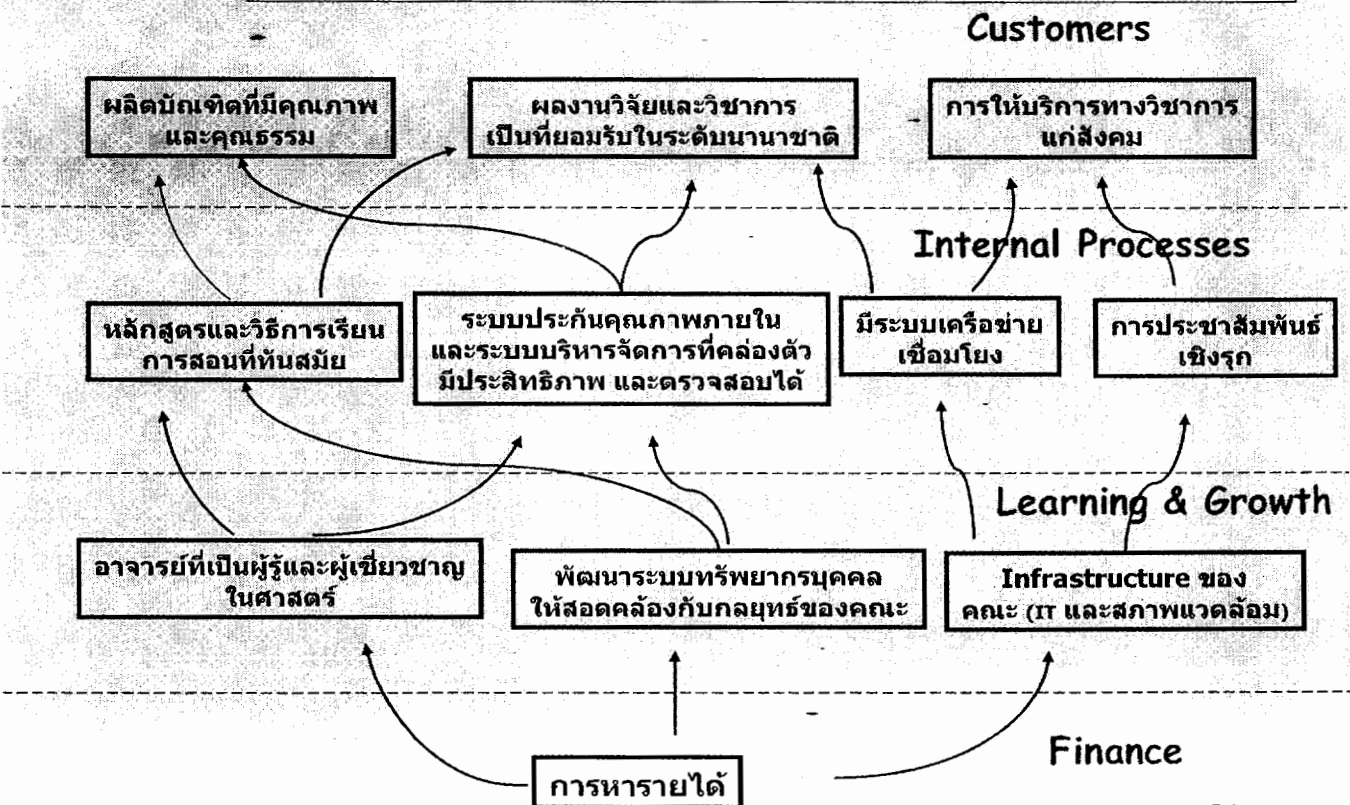 Customers
ผลิตบัณฑิตที่มีคุณภาพ
และคุณธรรม
ผลงานวิจัยและวิชาการ
เป็นที่ยอมรับในระดับนานาชาติ
การให้บริการทางวิชาการ
แก่สังคม
Internal Processes
หลักสูตรและวิธีการเรียน
การสอนที่ทันสมัย
ระบบประกันคุณภาพภายใน
และระบบบริหารจัดการที่คล่องตัว
มีประสิทธิภาพ และตรวจสอบได้
มีระบบเครือข่าย
เชื่อมโยง
การประชาสัมพันธ์
เชิงรุก
Learning & Growth
อาจารย์ที่เป็นผู้รู้และผู้เชี่ยวชาญ
ในศาสตร์
พัฒนาระบบทรัพยากรบุคคล
ให้สอดคล้องกับกลยุทธ์ของคณะ
Infrastructure ของ
คณะ (IT และสภาพแวดล้อม)
Finance
การหารายได้